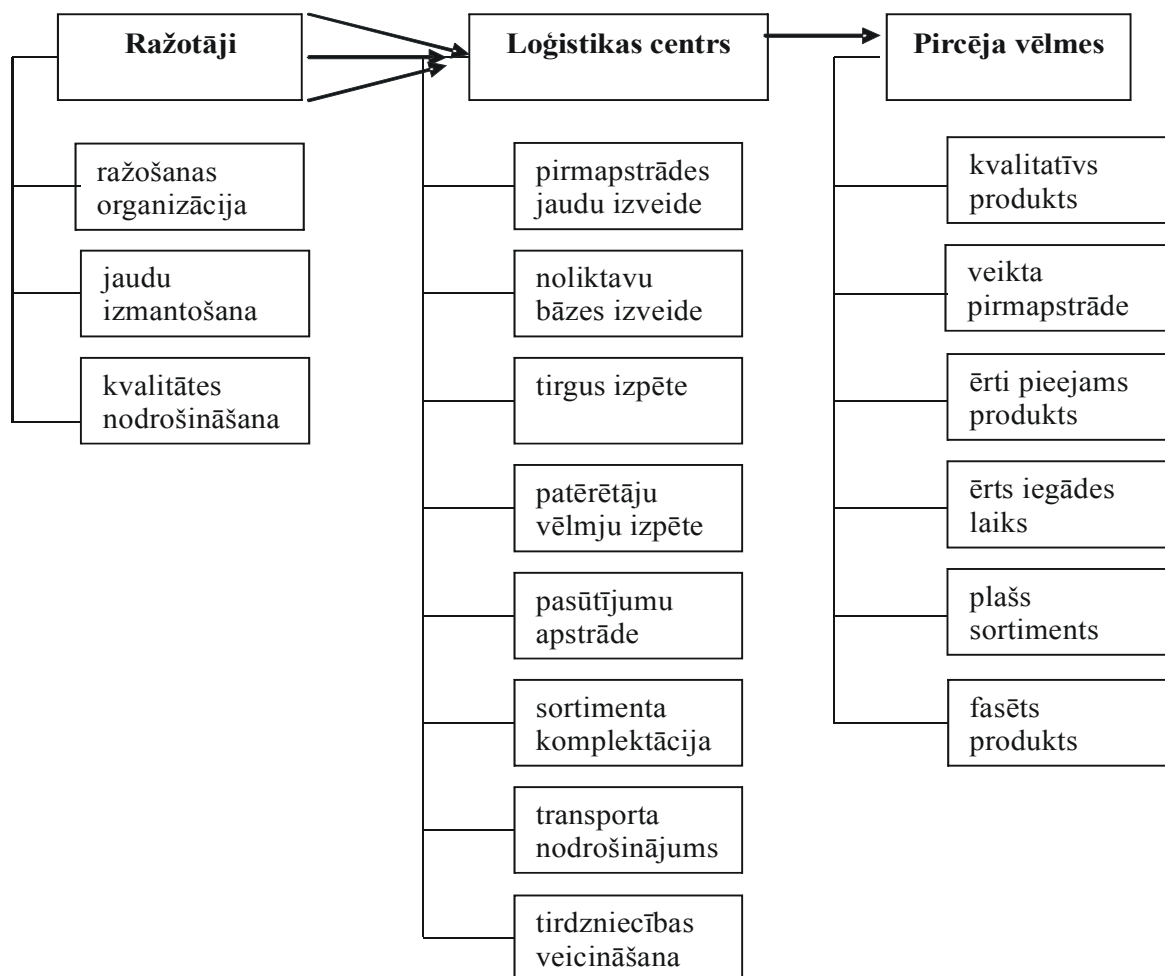 Ražotāji
ražošanas
organizācija
jaudu
izmantošana
kvalitātes
nodrošināšana
Loģistikas centrs
pirmapstrādes
jaudu izveide
noliktavu
bāzes izveide
tirgus izpēte
patērētāju
vēlmju izpēte
pasūtījumu
apstrāde
sortimenta
komplektācija
transporta
nodrošinājums
tirdzniecības
veicināšana
Pircēja vēlmes
kvalitatīvs
produkts
veikta
pirmapstrāde
ērti pieejams
produkts
ērts iegādes
laiks
plašs
sortiments
fasēts
produkts